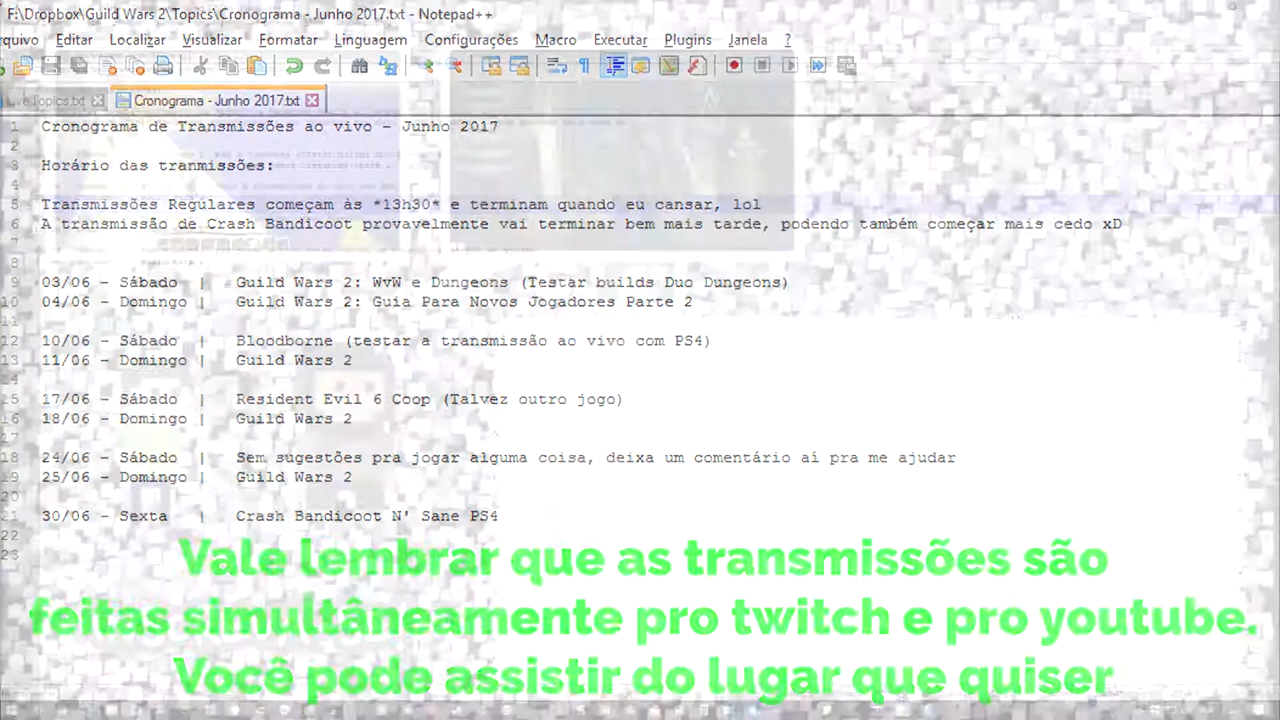 F:\Dropbox\Guild Wars 2\Topics\Cronograma - Junho 2017.txt - Notepad++
rquivo Editar Localizar Visualizar Formatar Linguagem Configurações Macro Executar Plugins Janela ?
Live Topics.txt Cronograma - Junho 2017.txt
1 Cronograma de Transmissões ao vivo - Junho 2017
2
3 Horário das tranmissões:
4
5 Transmissões Regulares começam às *13h30* e terminam quando eu cansar, lol
6 A transmissão de Crash Bandicoot provavelmente vai terminar bem mais tarde, podendo também começar mais cedo xD
7
8
9 03/06 - Sábado | Guild Wars 2: WvW e Dungeons (Testar builds Duo Dungeons)
10 04/06 - Domingo | Guild Wars 2: Guia Para Novos Jogadores Parte 2
11
12 10/06 - Sábado | Bloodborne (testar a transmissão ao vivo com PS4)
13 11/06 - Domingo | Guild Wars 2
14
15 17/06 - Sábado | Resident Evil 6 Coop (Talvez outro jogo)
16 18/06 - Domingo | Guild Wars 2
17
18 24/06 - Sábado | Sem sugestões pra jogar alguma coisa, deixa um comentário aí pra me ajudar
19 25/06 - Domingo | Guild Wars 2
20
21 30/06 - Sexta | Crash Bandicoot N' Sane PS4
22
23
Vale lembrar que as transmissões são
feitas simultâneamente pro twitch e pro youtube.
Você pode assistir do lugar que quiser